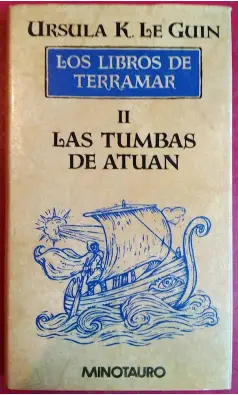 URSULA K. LE GUIN
LOS LIBROS DE
TERRAMAR
II
LAS TUMBAS
DE ATUAN
MINOTAURO